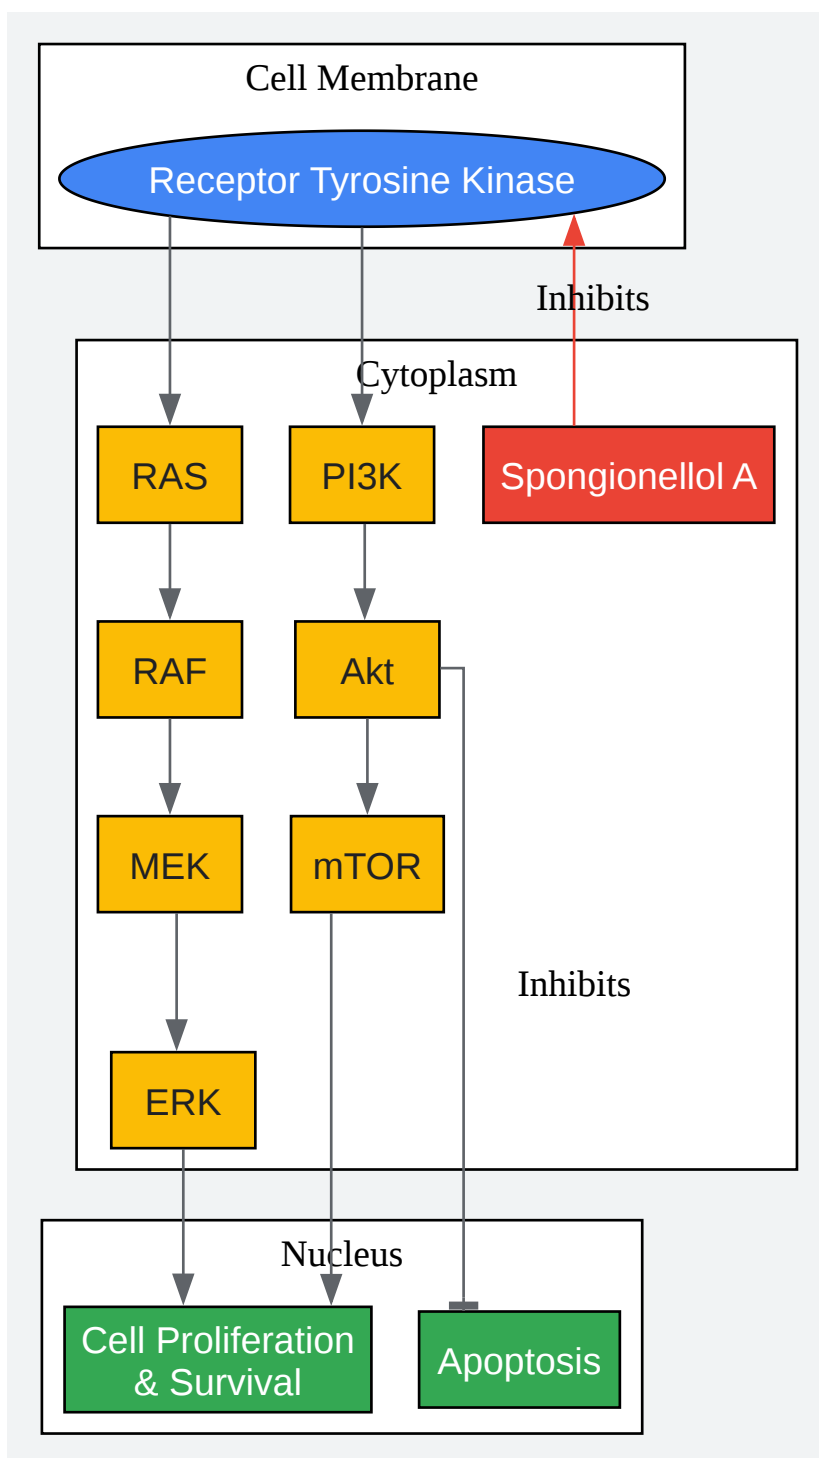 Cell Membrane
Receptor Tyrosine Kinase
Inhibits
Cytoplasm
RAS
PI3K
Spongionellol A
RAF
Akt
MEK
mTOR
Inhibits
ERK
Nucleus
Cell Proliferation
& Survival
Apoptosis